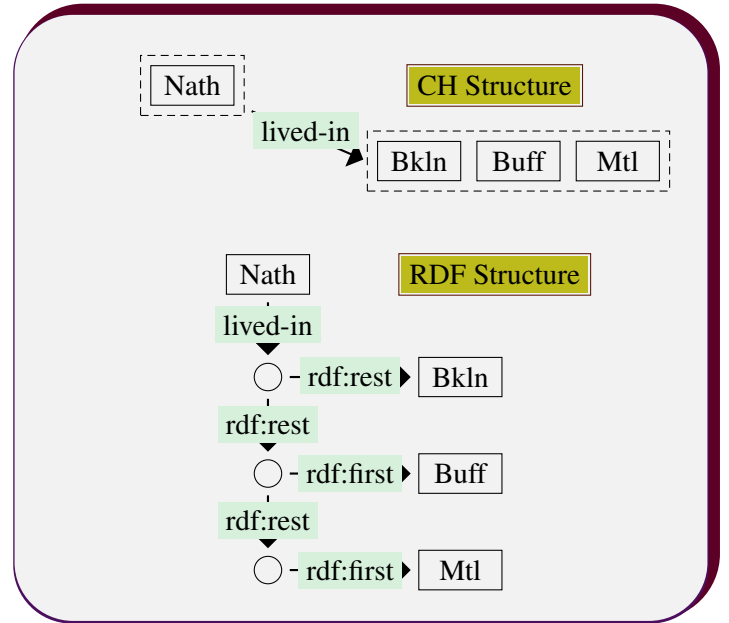 Nath
CH Structure
lived-in
Bkln Buff Mtl
Nath
RDF Structure
lived-in
rdf:rest Bkln
rdf:rest
rdf:first Buff
rdf:rest
rdf:first Mtl